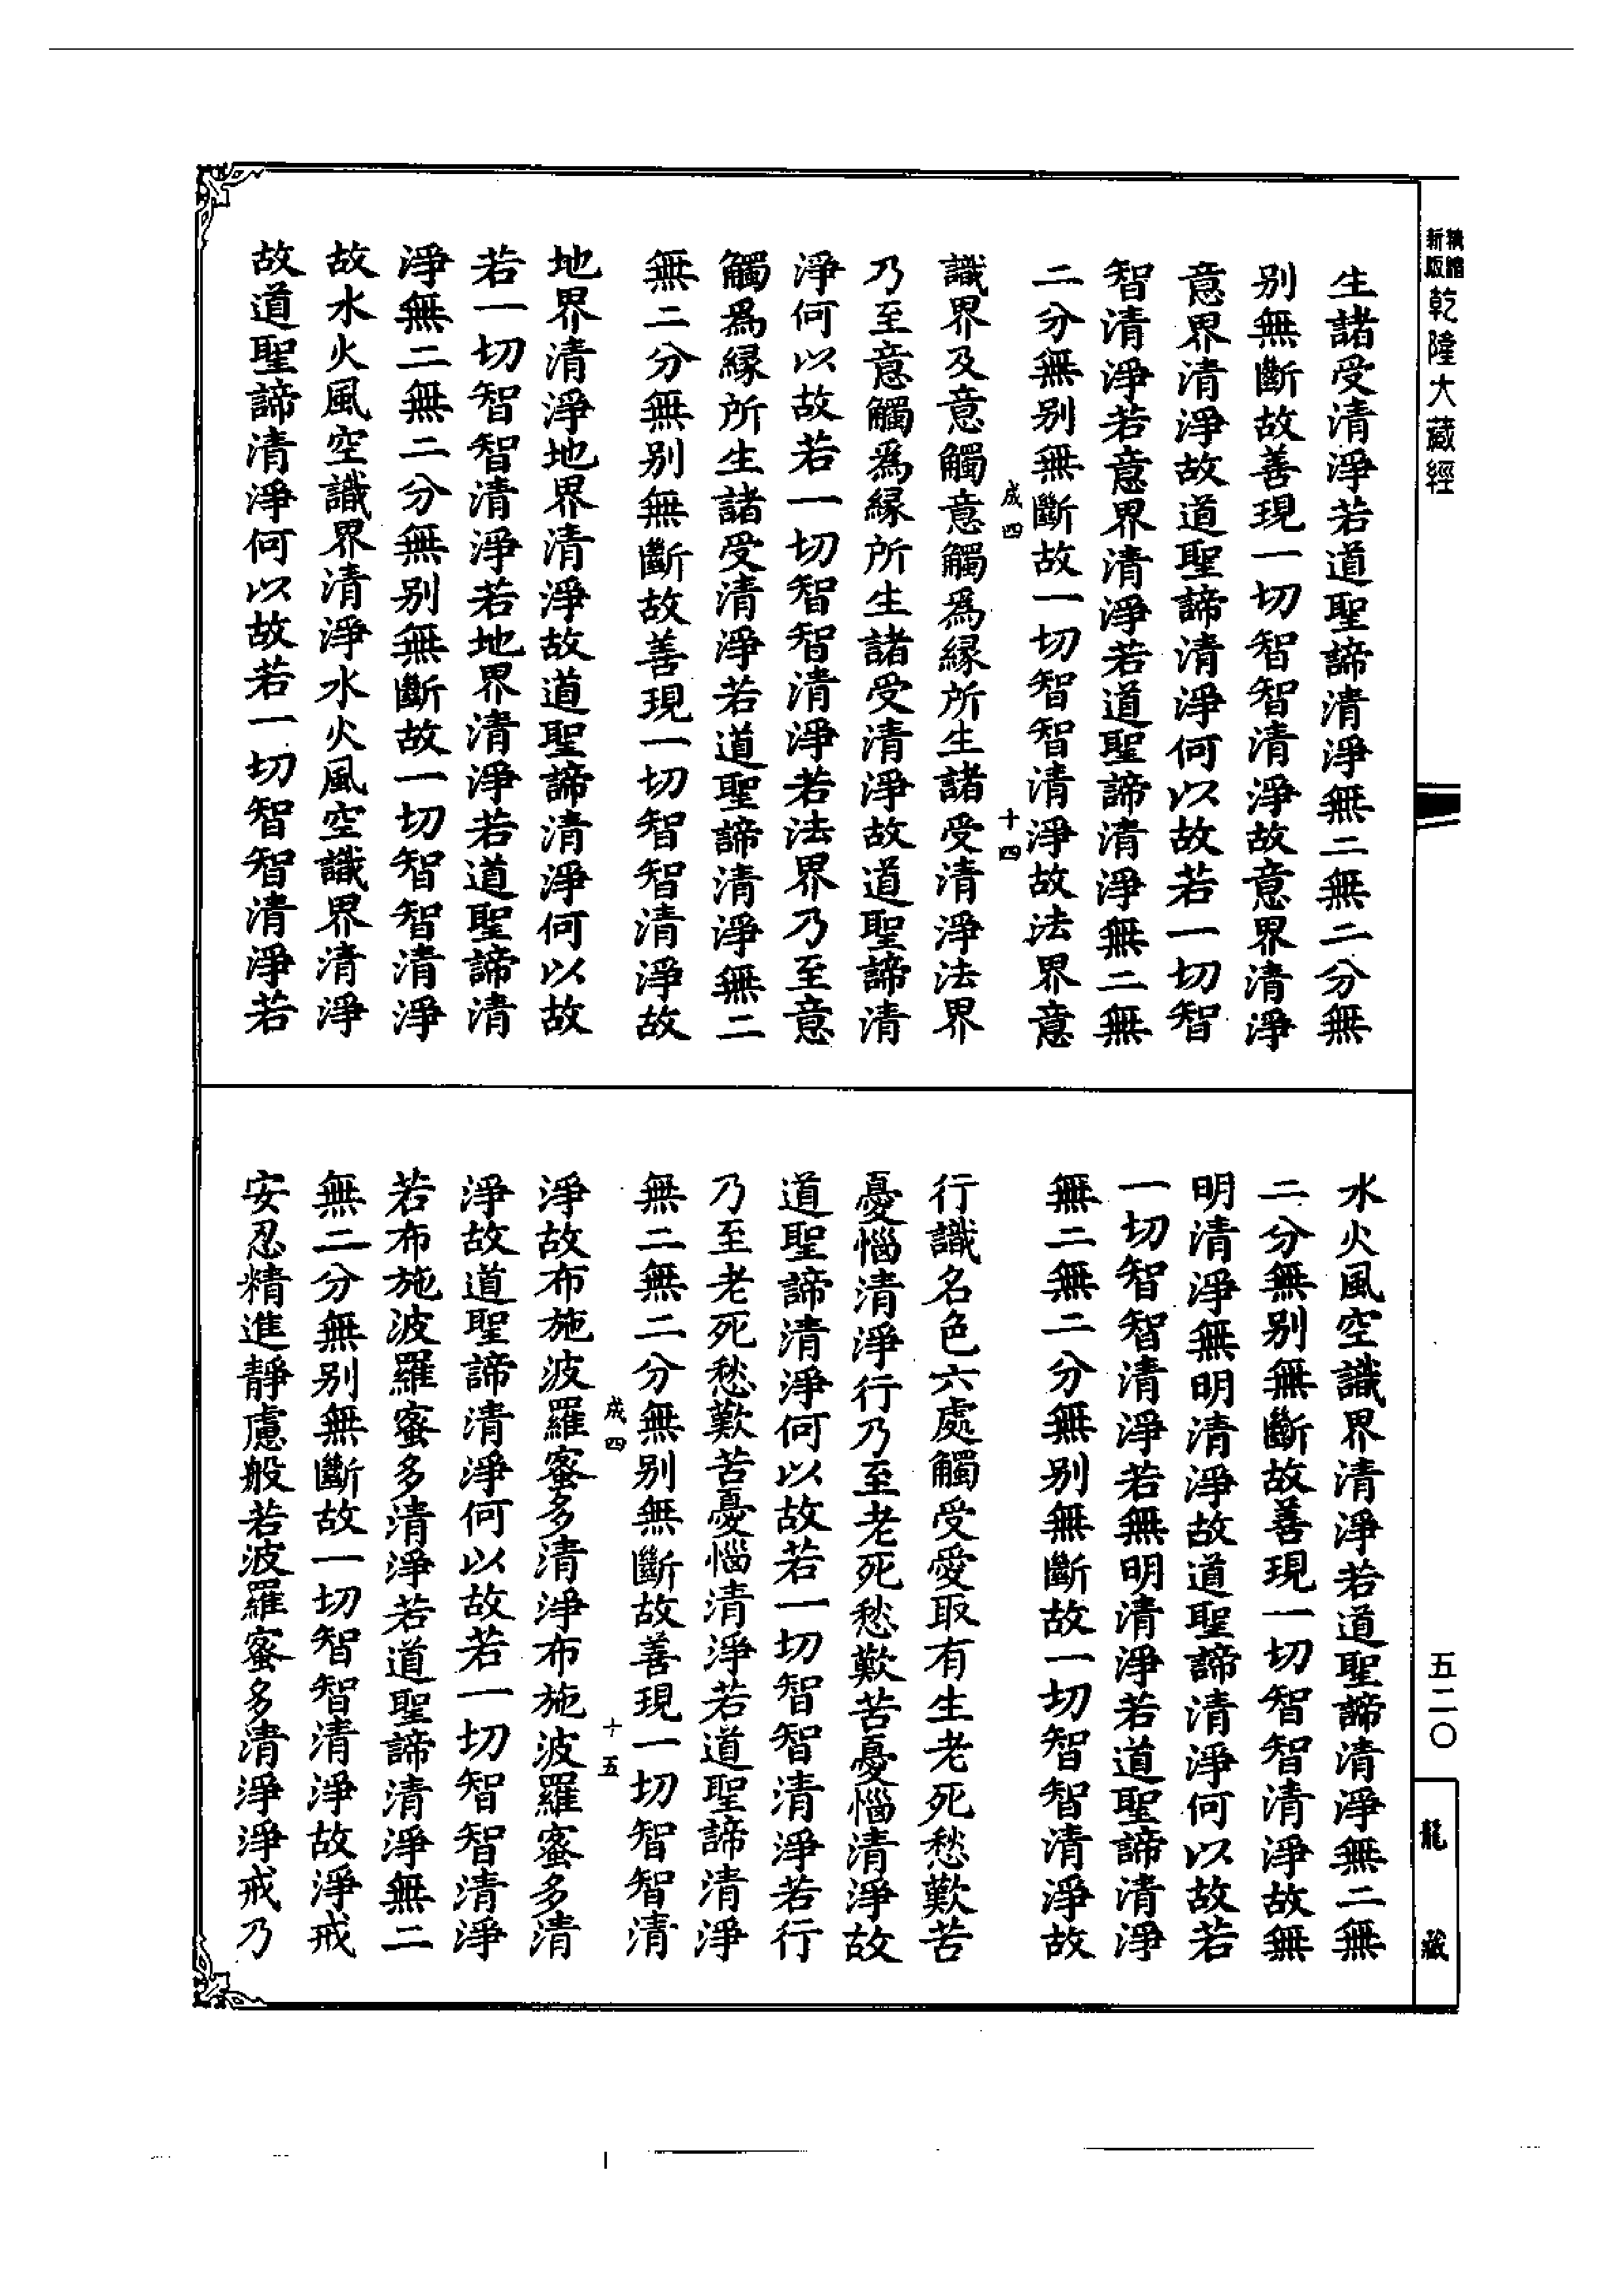 精縮新版乾隆大藏經
生諸受清淨若道聖諦清淨無二無二分無
别無斷故善現一切智智清淨故意界清淨
意界清淨故道聖諦清淨何以故若一切智
智清淨若意界清淨若道聖諦清淨無二無
二分無别無斷故一切智智清淨故法界意
成四 十四
識界及意觸意觸爲緣所生諸受清淨法界
乃至意觸爲緣所生諸受清淨故道聖諦清
淨何以故若一切智智清淨若法界乃至意
觸爲緣所生諸受清淨若道聖諦清淨無二
無二分無别無斷故善現一切智智清淨故
地界清淨地界清淨故道聖諦清淨何以故
若一切智智清淨若地界清淨若道聖諦清
淨無二無二分無别無斷故一切智智清淨
故水火風空識界清淨水火風空識界清淨
故道聖諦清淨何以故若一切智智清淨若
水火風空識界清淨若道聖諦清淨無二無
二分無别無斷故善現一切智智清淨故無
明清淨無明清淨故道聖諦清淨何以故若
一切智智清淨若無明清淨若道聖諦清淨
無二無二分無别無斷故一切智智清淨故
行識名色六處觸受愛取有生老死愁歎苦
憂惱清淨行乃至老死愁歎苦憂惱清淨故
道聖諦清淨何以故若一切智智清淨若行
乃至老死愁歎苦憂惱清淨若道聖諦清淨
無二無二分無别無斷故善現一切智智清
成四 十五
淨故布施波羅蜜多清淨布施波羅蜜多清
淨故道聖諦清淨何以故若一切智智清淨
若布施波羅蜜多清淨若道聖諦清淨無二
無二分無别無斷故一切智智清淨故淨戒
安忍精進靜慮般若波羅蜜多清淨淨戒乃
五二〇
龍藏